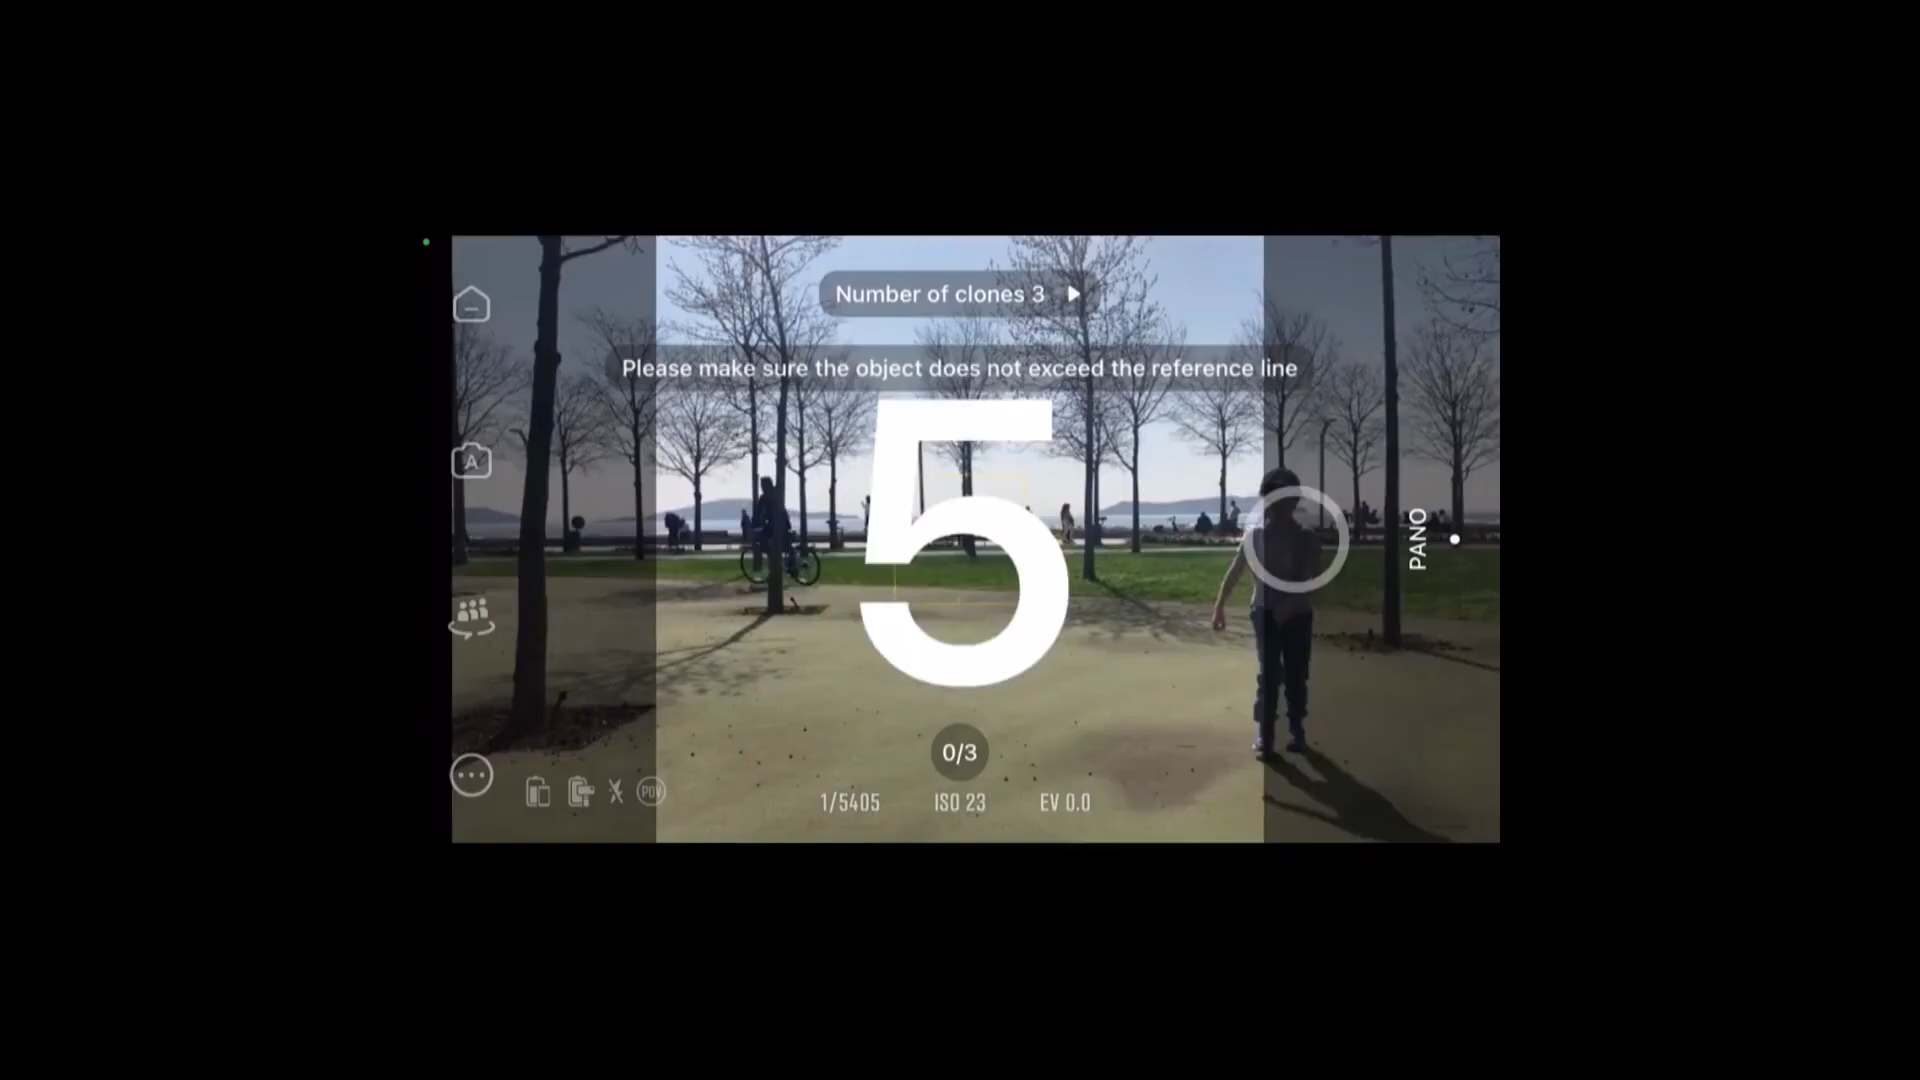 Number of clones 3
Please make sure the object does not exceed the reference line
5
A
PANO
0/3
POV
1/5405 ISO 23 EV 0.0